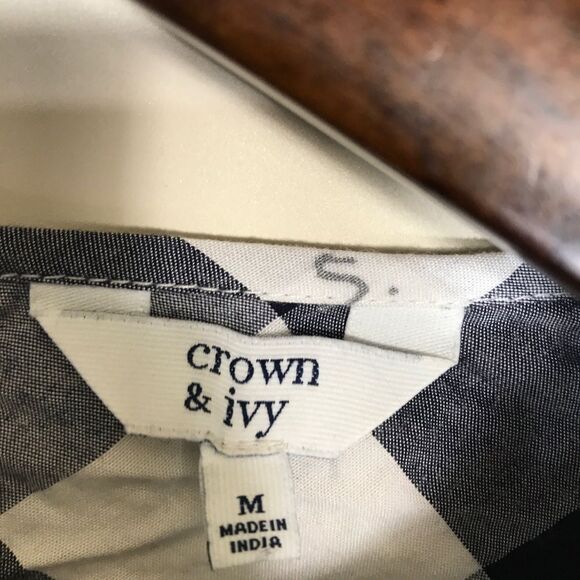 S.
crown
& ivy
M
MADE IN
INDIA